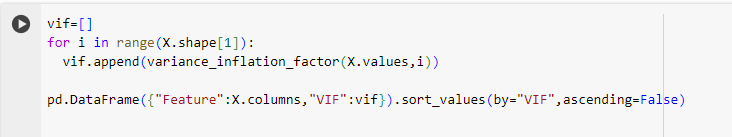 vif=[]
for i in range(X.shape[1]):
  vif.append(variance_inflation_factor(X.values,i))
pd.DataFrame({"Feature":X.columns,"VIF":vif}).sort_values(by="VIF",ascending=False)